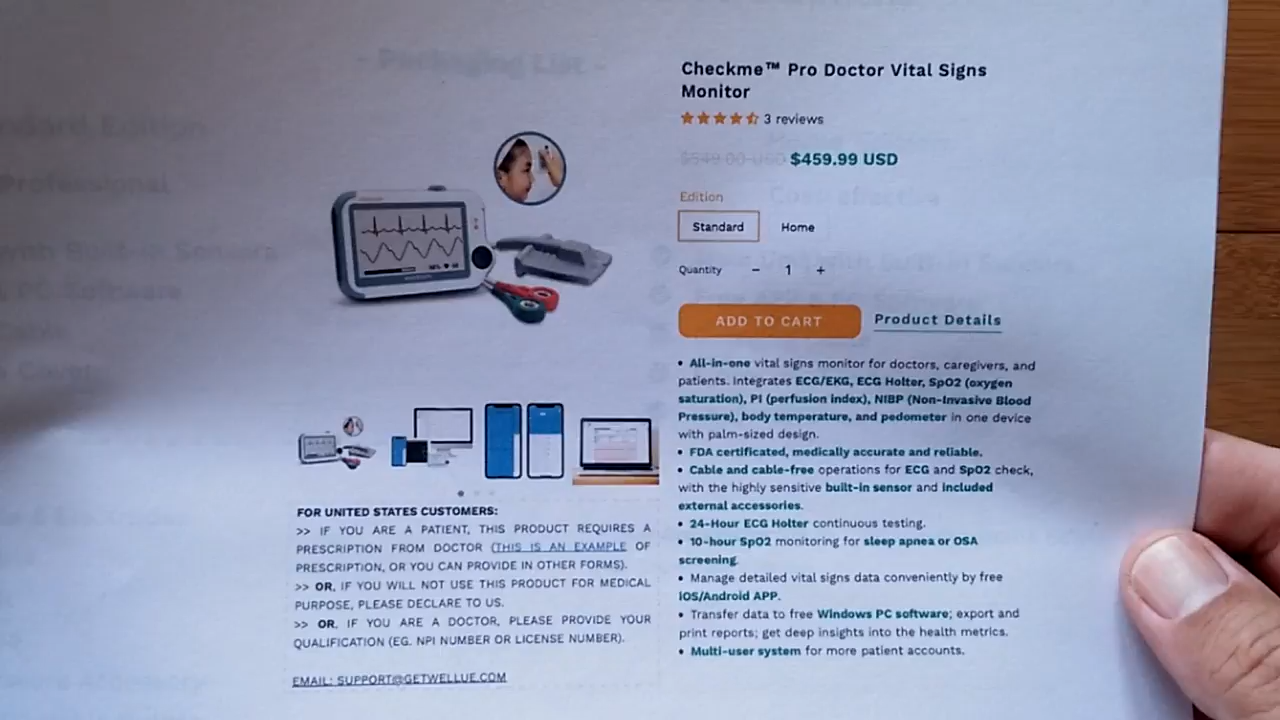 Checkme™ Pro Doctor Vital Signs
Monitor
3 reviews
$549.00 USD $459.99 USD
Edition
Standard Home
Quantity − 1 +
ADD TO CART Product Details
• All-in-one vital signs monitor for doctors, caregivers, and
patients. Integrates ECG/EKG, ECG Holter, SpO2 (oxygen
saturation), PI (perfusion index), NIBP (Non-Invasive Blood
Pressure), body temperature, and pedometer in one device
with palm-sized design.
• FDA certificated, medically accurate and reliable.
• Cable and cable-free operations for ECG and SpO2 check,
with the highly sensitive built-in sensor and included
external accessories.
• 24-Hour ECG Holter continuous testing.
• 10-hour SpO2 monitoring for sleep apnea or OSA
screening.
• Manage detailed vital signs data conveniently by free
iOS/Android APP.
• Transfer data to free Windows PC software; export and
print reports; get deep insights into the health metrics.
• Multi-user system for more patient accounts.
FOR UNITED STATES CUSTOMERS:
>> IF YOU ARE A PATIENT, THIS PRODUCT REQUIRES A
PRESCRIPTION FROM DOCTOR (THIS IS AN EXAMPLE OF
PRESCRIPTION, OR YOU CAN PROVIDE IN OTHER FORMS).
>> OR, IF YOU WILL NOT USE THIS PRODUCT FOR MEDICAL
PURPOSE, PLEASE DECLARE TO US.
>> OR, IF YOU ARE A DOCTOR, PLEASE PROVIDE YOUR
QUALIFICATION (EG. NPI NUMBER OR LICENSE NUMBER).
EMAIL: SUPPORT@GETWELLUE.COM